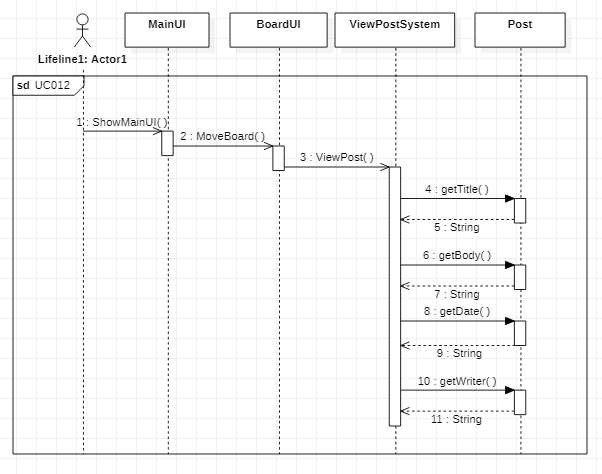 MainUI
BoardUI
ViewPostSystem
Post
Lifeline1: Actor1
sd UC012
1 : ShowMainUI( )
2 : MoveBoard( )
3 : ViewPost( )
4 : getTitle( )
5 : String
6 : getBody( )
7 : String
8 : getDate( )
9 : String
10 : getWriter( )
11 : String